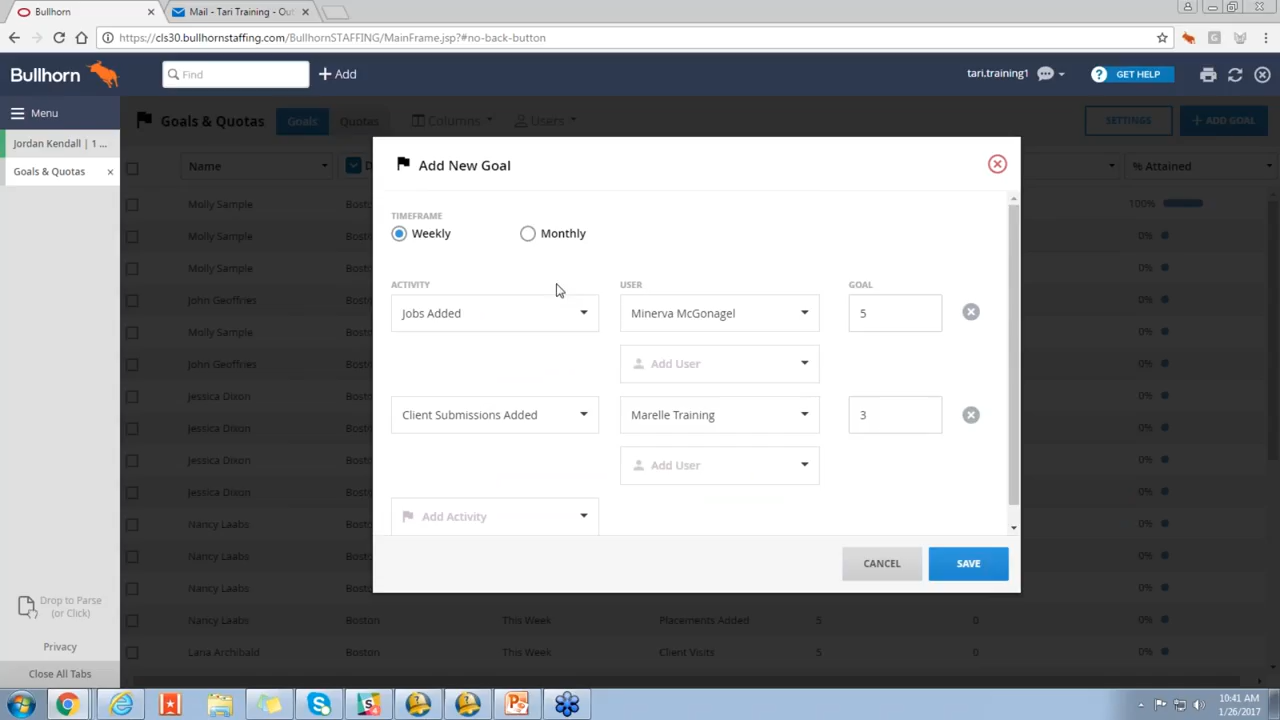 Bullhorn
Mail - Tari Training - Out
https://cls30.bullhornstaffing.com/BullhornSTAFFING/MainFrame.jsp?#no-back-button
Bullhorn
Find
+ Add
tari.training1
? GET HELP
Menu
Goals & Quotas
Goals
Quotas
Columns
Users
SETTINGS
+ ADD GOAL
Jordan Kendall | 1 ...
Goals & Quotas
Name
% Attained
Add New Goal
TIMEFRAME
Weekly
Monthly
ACTIVITY
USER
GOAL
Jobs Added
Minerva McGonagel
5
Add User
Client Submissions Added
Marelle Training
3
Add User
Add Activity
CANCEL
SAVE
Molly Sample
100%
Molly Sample
0%
Molly Sample
0%
John Geoffries
0%
Molly Sample
0%
John Geoffries
0%
Jessica Dixon
0%
Jessica Dixon
0%
Jessica Dixon
0%
Jessica Dixon
0%
Nancy Laabs
0%
Nancy Laabs
0%
Nancy Laabs
0%
Nancy Laabs Boston This Week Placements Added 5 0 0%
Lana Archibald Boston This Week Client Visits 5 0 0%
Drop to Parse
(or Click)
Privacy
Close All Tabs
10:41 AM
1/26/2017